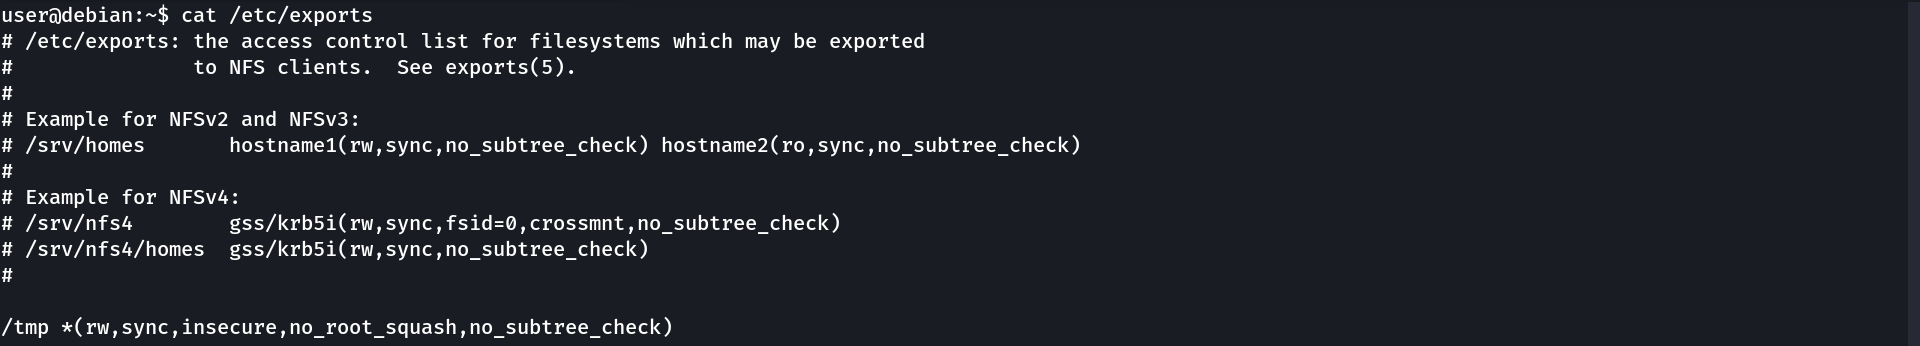 user@debian:~$ cat /etc/exports
# /etc/exports: the access control list for filesystems which may be exported
#               to NFS clients.  See exports(5).
#
# Example for NFSv2 and NFSv3:
# /srv/homes       hostname1(rw,sync,no_subtree_check) hostname2(ro,sync,no_subtree_check)
#
# Example for NFSv4:
# /srv/nfs4        gss/krb5i(rw,sync,fsid=0,crossmnt,no_subtree_check)
# /srv/nfs4/homes  gss/krb5i(rw,sync,no_subtree_check)
#

/tmp *(rw,sync,insecure,no_root_squash,no_subtree_check)